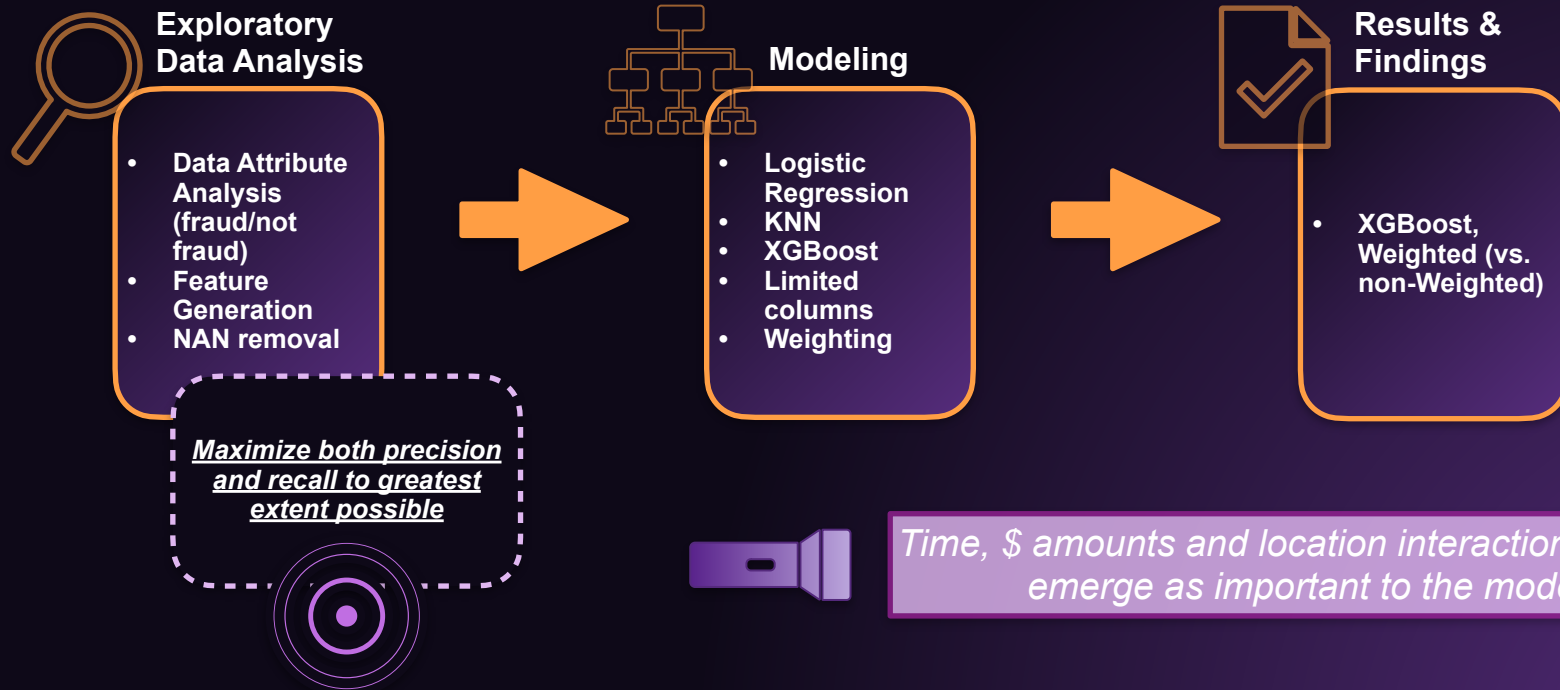 Exploratory
Data Analysis
• Data Attribute
Analysis
(fraud/not
fraud)
• Feature
Generation
• NAN removal
Maximize both precision
and recall to greatest
extent possible
Modeling
• Logistic
Regression
• KNN
• XGBoost
• Limited
columns
• Weighting
Results &
Findings
• XGBoost,
Weighted (vs.
non-Weighted)
Time, $ amounts and location interaction
emerge as important to the mod